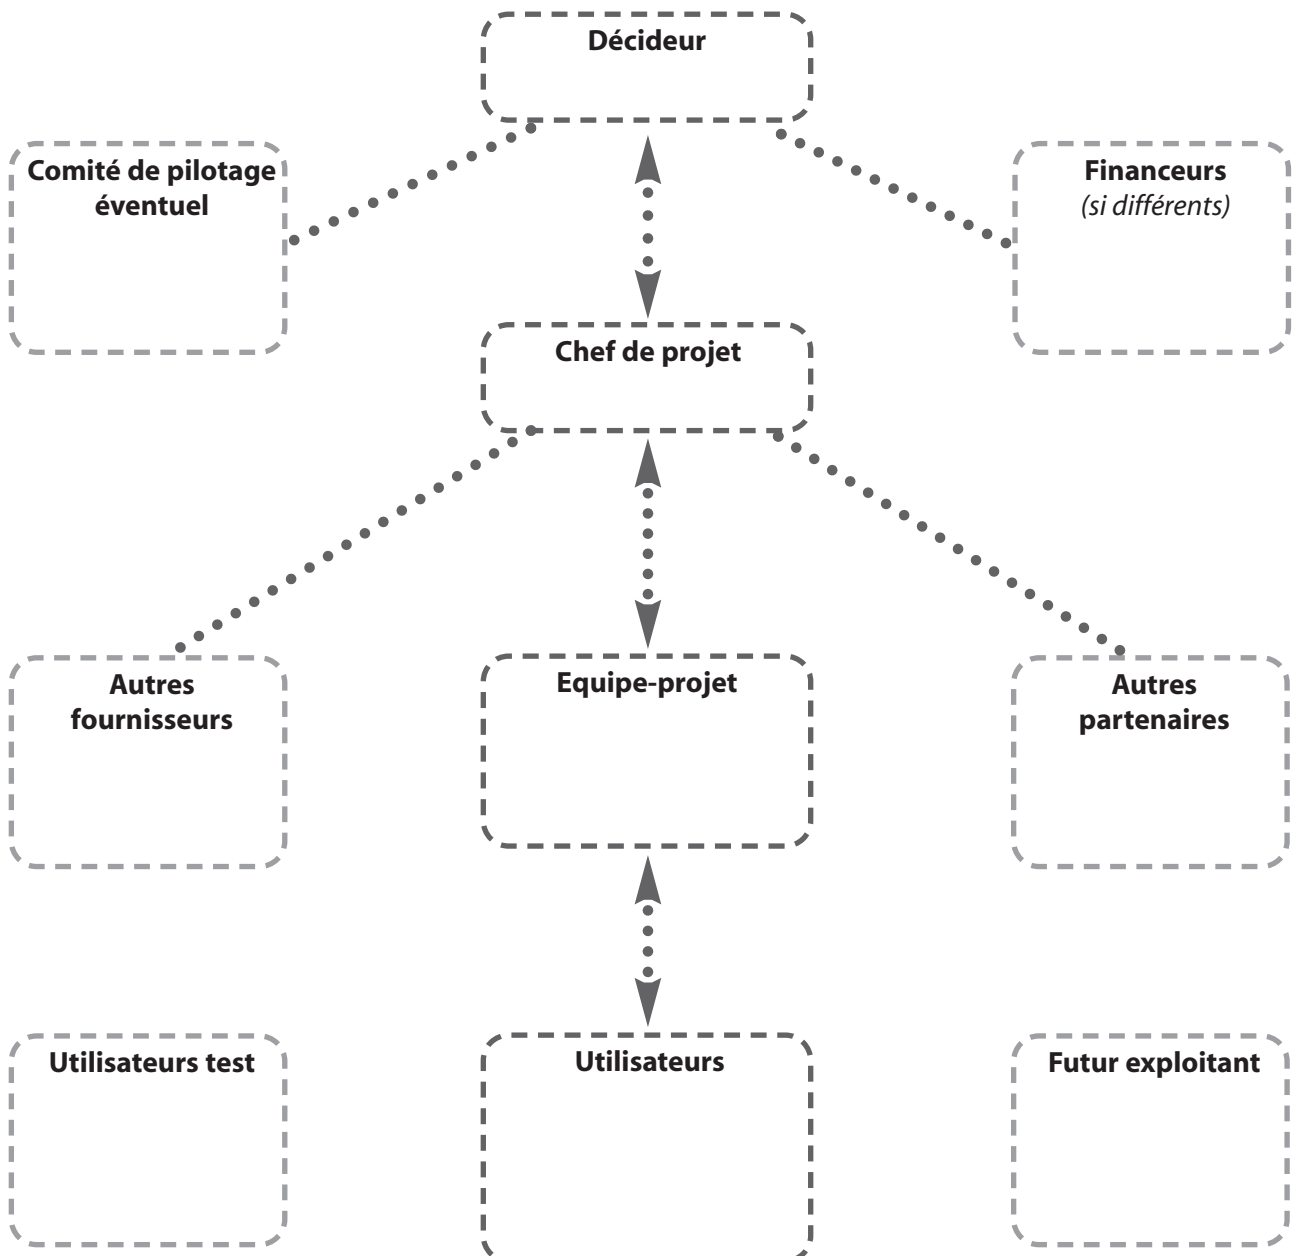 Décideur
Comité de pilotage
éventuel
Financeurs
(si différents)
Chef de projet
Autres
fournisseurs
Equipe-projet
Autres
partenaires
Utilisateurs test
Utilisateurs
Futur exploitant